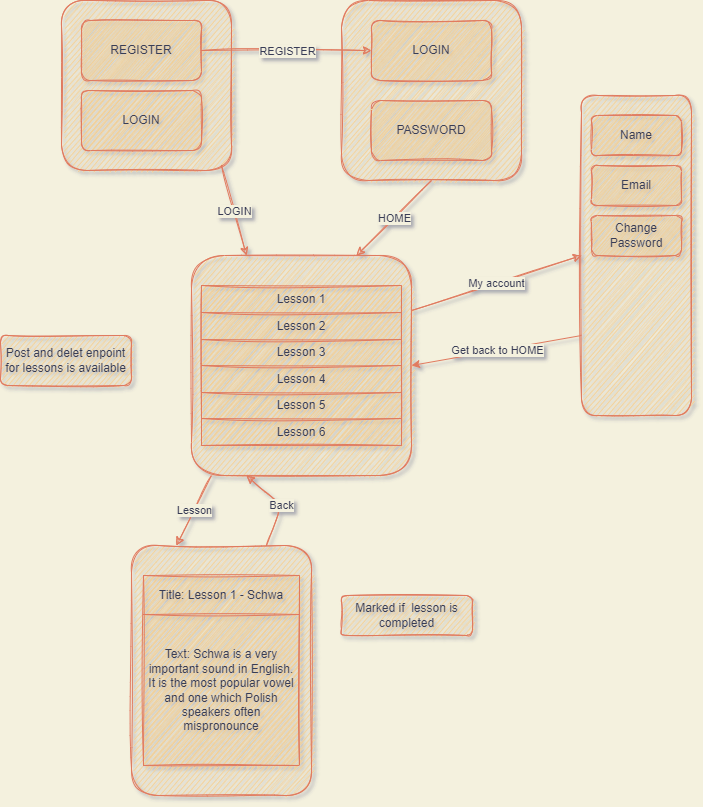 REGISTER
REGISTER
LOGIN
LOGIN
PASSWORD
Name
Email
Change
Password
LOGIN
HOME
My account
Get back to HOME
Lesson 1
Lesson 2
Lesson 3
Lesson 4
Lesson 5
Lesson 6
Post and delet enpoint
for lessons is available
Lesson
Back
Title: Lesson 1 - Schwa
Text: Schwa is a very
important sound in English.
It is the most popular vowel
and one which Polish
speakers often
mispronounce
Marked if lesson is
completed